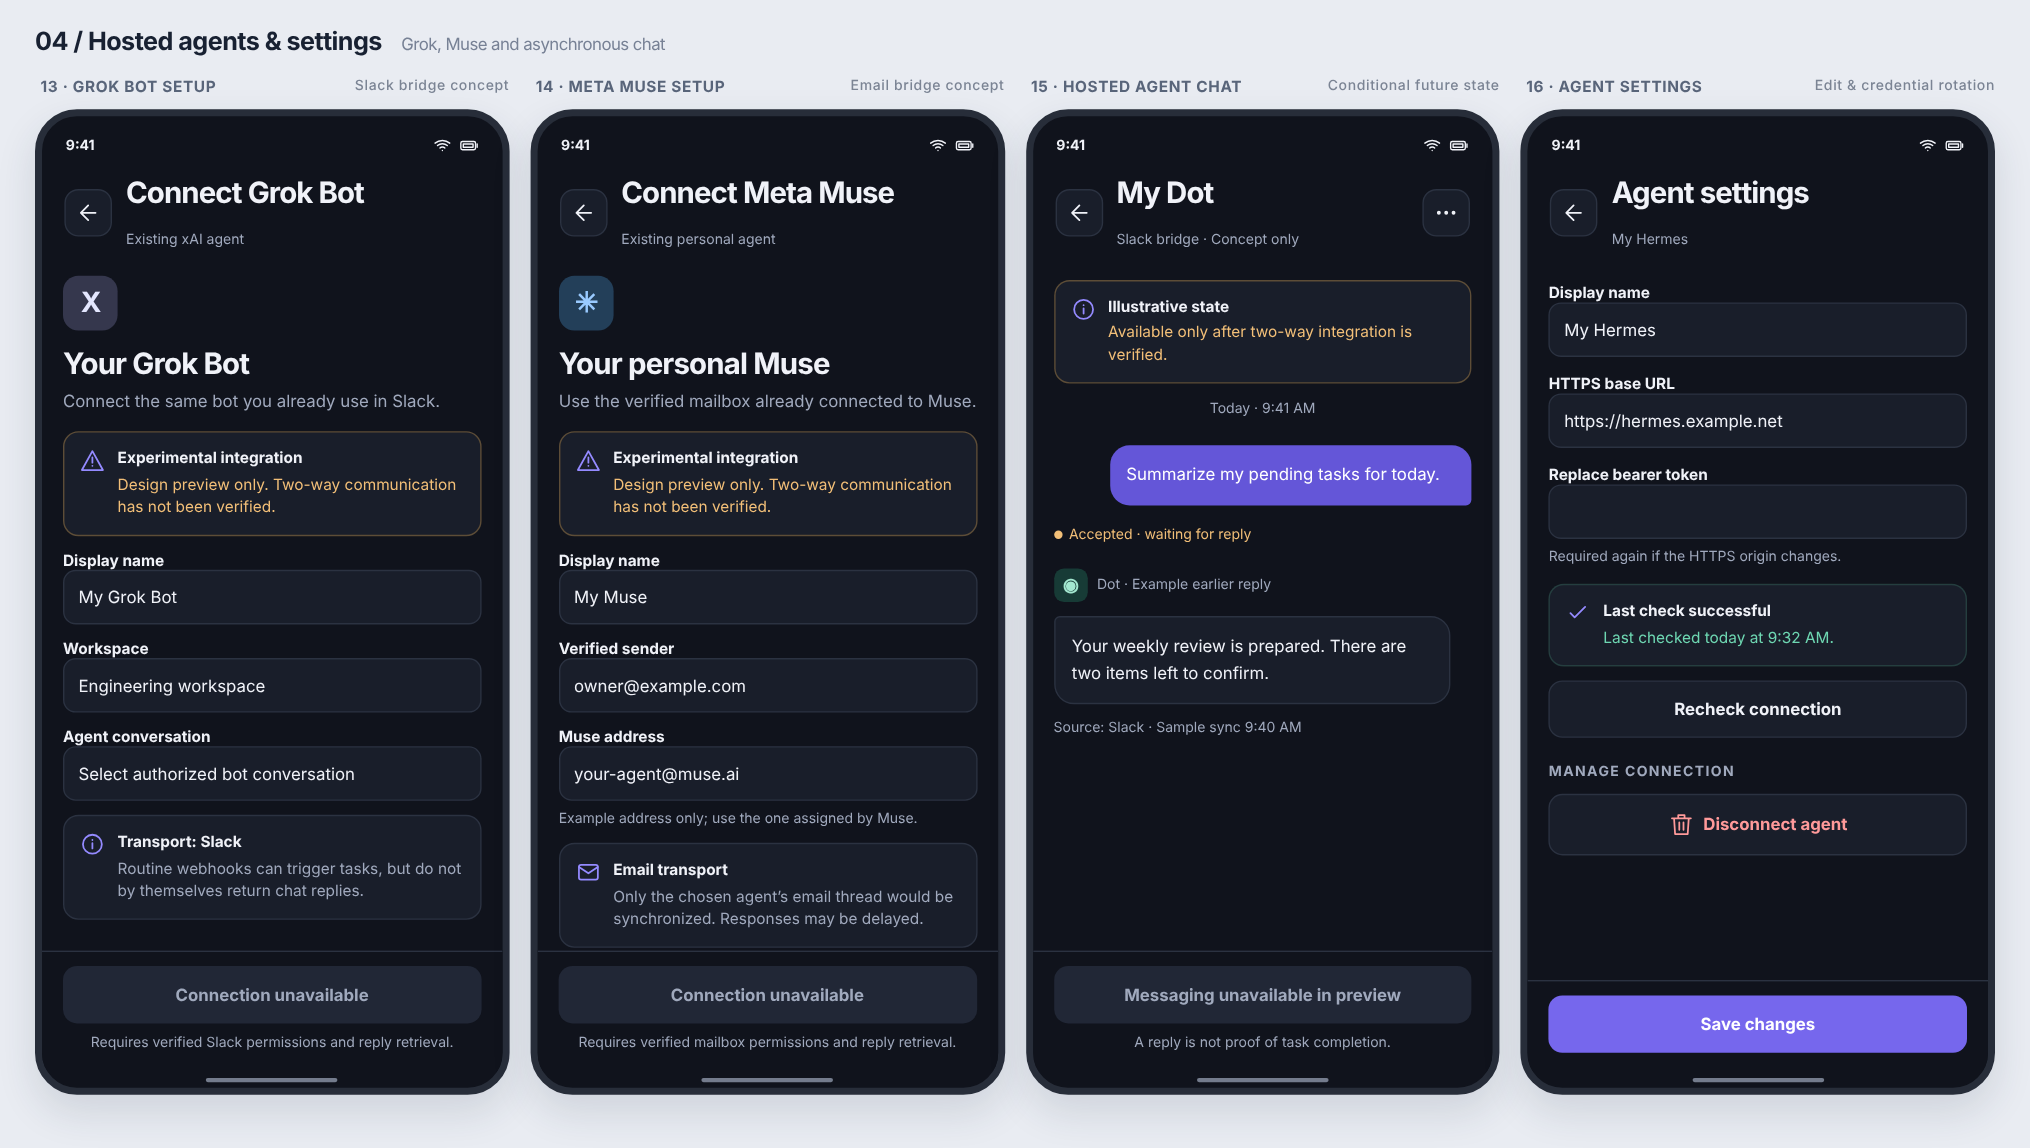 04 / Hosted agents & settings Grok, Muse and asynchronous chat
13 · GROK BOT SETUP Slack bridge concept
9:41
Connect Grok Bot
Existing xAI agent
X
Your Grok Bot
Connect the same bot you already use in Slack.
Experimental integration
Design preview only. Two-way communication
has not been verified.
Display name
My Grok Bot
Workspace
Engineering workspace
Agent conversation
Select authorized bot conversation
Transport: Slack
Routine webhooks can trigger tasks, but do not
by themselves return chat replies.
Connection unavailable
Requires verified Slack permissions and reply retrieval.
14 · META MUSE SETUP Email bridge concept
9:41
Connect Meta Muse
Existing personal agent
Your personal Muse
Use the verified mailbox already connected to Muse.
Experimental integration
Design preview only. Two-way communication
has not been verified.
Display name
My Muse
Verified sender
owner@example.com
Muse address
your-agent@muse.ai
Example address only; use the one assigned by Muse.
Email transport
Only the chosen agent’s email thread would be
synchronized. Responses may be delayed.
Connection unavailable
Requires verified mailbox permissions and reply retrieval.
15 · HOSTED AGENT CHAT Conditional future state
9:41
My Dot
Slack bridge · Concept only
Illustrative state
Available only after two-way integration is
verified.
Today · 9:41 AM
Summarize my pending tasks for today.
Accepted · waiting for reply
Dot · Example earlier reply
Your weekly review is prepared. There are
two items left to confirm.
Source: Slack · Sample sync 9:40 AM
Messaging unavailable in preview
A reply is not proof of task completion.
16 · AGENT SETTINGS Edit & credential rotation
9:41
Agent settings
My Hermes
Display name
My Hermes
HTTPS base URL
https://hermes.example.net
Replace bearer token
Required again if the HTTPS origin changes.
Last check successful
Last checked today at 9:32 AM.
Recheck connection
MANAGE CONNECTION
Disconnect agent
Save changes